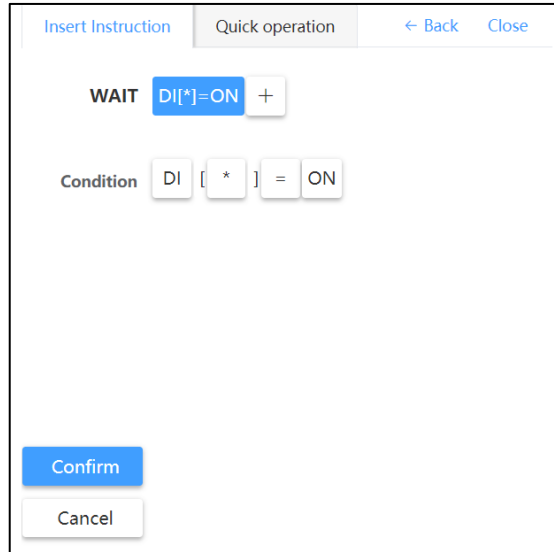 Insert Instruction Quick operation ← Back Close
WAIT DI[*]=ON +
Condition DI [ * ] = ON
Confirm
Cancel